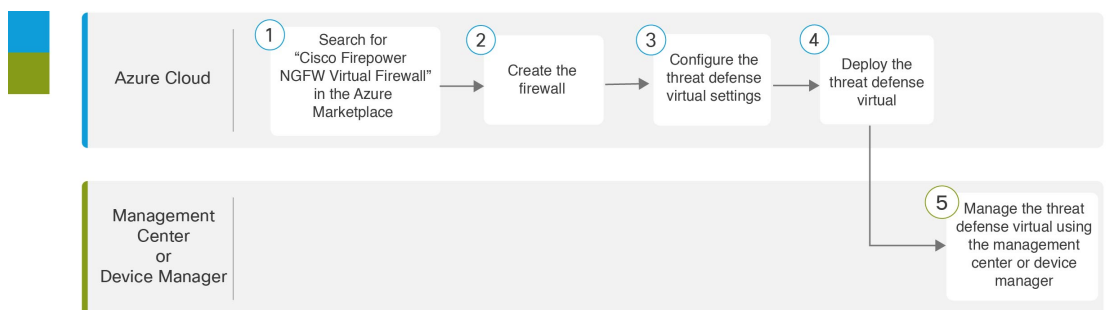 Azure Cloud
1
Search for
“Cisco Firepower
NGFW Virtual Firewall”
in the Azure
Marketplace
2
Create the
firewall
3
Configure the
threat defense
virtual settings
4
Deploy the
threat defense
virtual
Management
Center
or
Device Manager
5
Manage the threat
defense virtual using
the management
center or device
manager